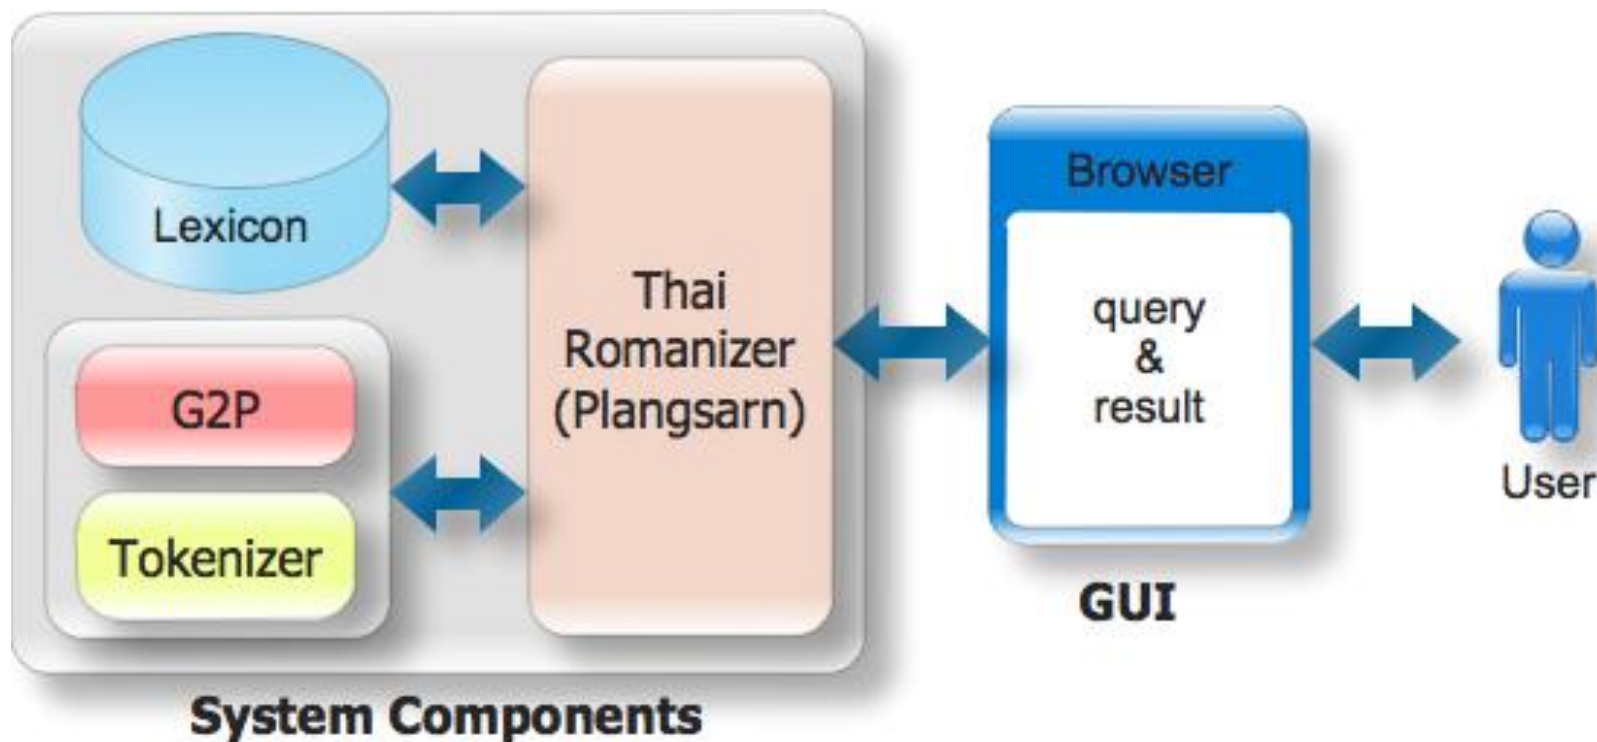 Lexicon
G2P
Tokenizer
Thai
Romanizer
(Plangsarn)
System Components
Browser
query
&
result
GUI
User